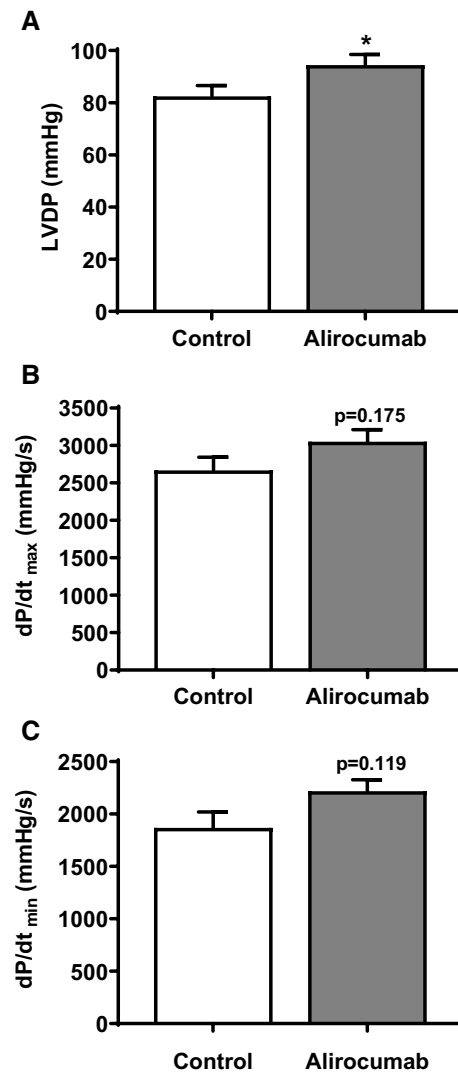 A
LVDP (mmHg)
100
80
60
40
20
0
*
Control Alirocumab
B
dP/dt max (mmHg/s)
3500
3000
2500
2000
1500
1000
500
0
p=0.175
Control Alirocumab
C
dP/dt min (mmHg/s)
2500
2000
1500
1000
500
0
p=0.119
Control Alirocumab